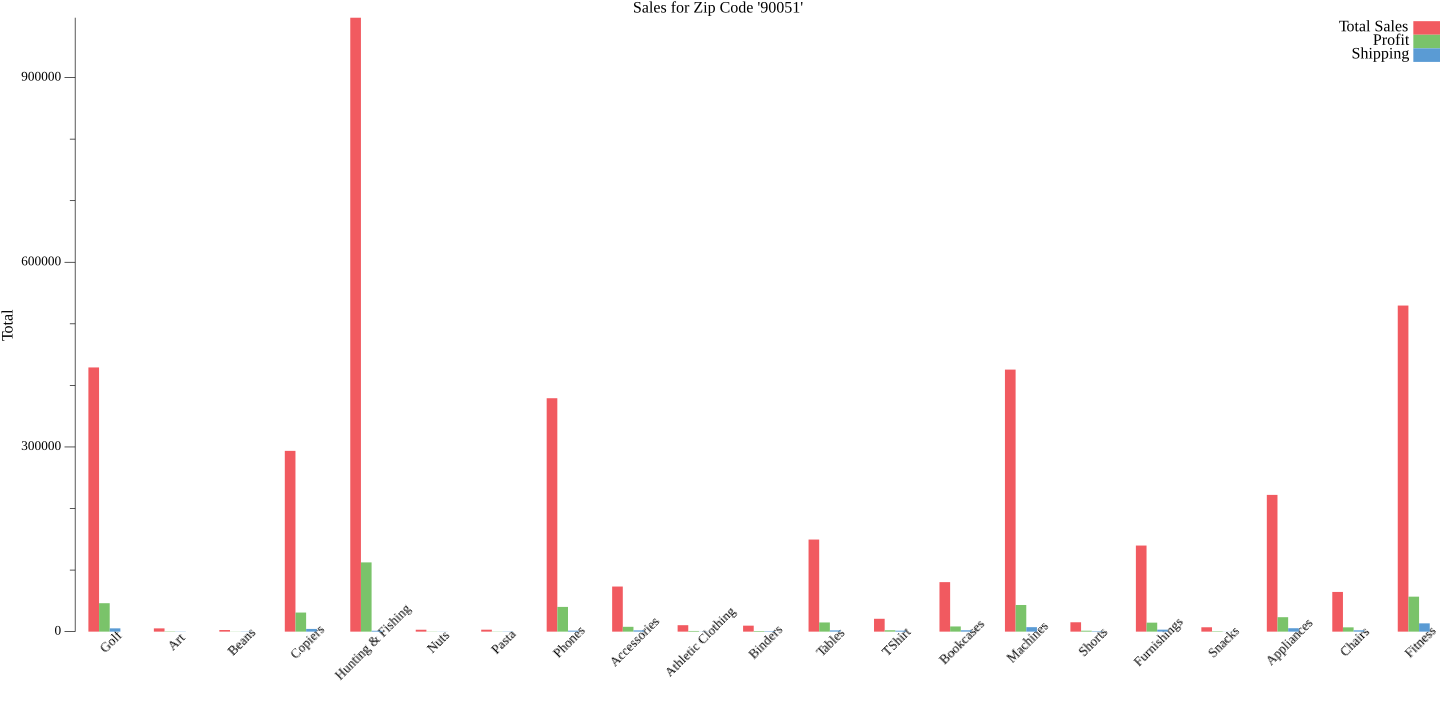 Sales for Zip Code '90051'
Total Sales
Profit
Shipping
900000
600000
300000
0
Total
Golf
Art
Beans
Copiers
Hunting & Fishing
Nuts
Pasta
Phones
Accessories
Athletic Clothing
Binders
Tables
TShirt
Bookcases
Machines
Shorts
Furnishings
Snacks
Appliances
Chairs
Fitness